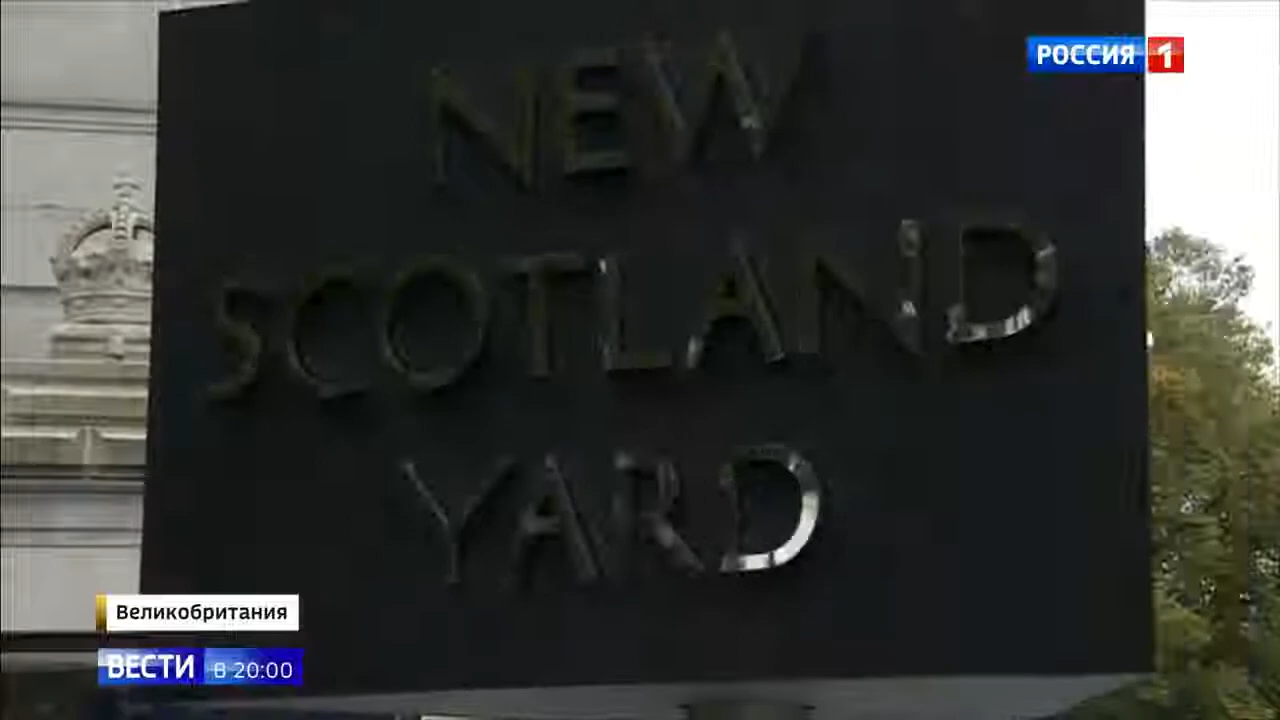 РОССИЯ 1
NEW
SCOTLAND
YARD
Великобритания
ВЕСТИ В 20:00